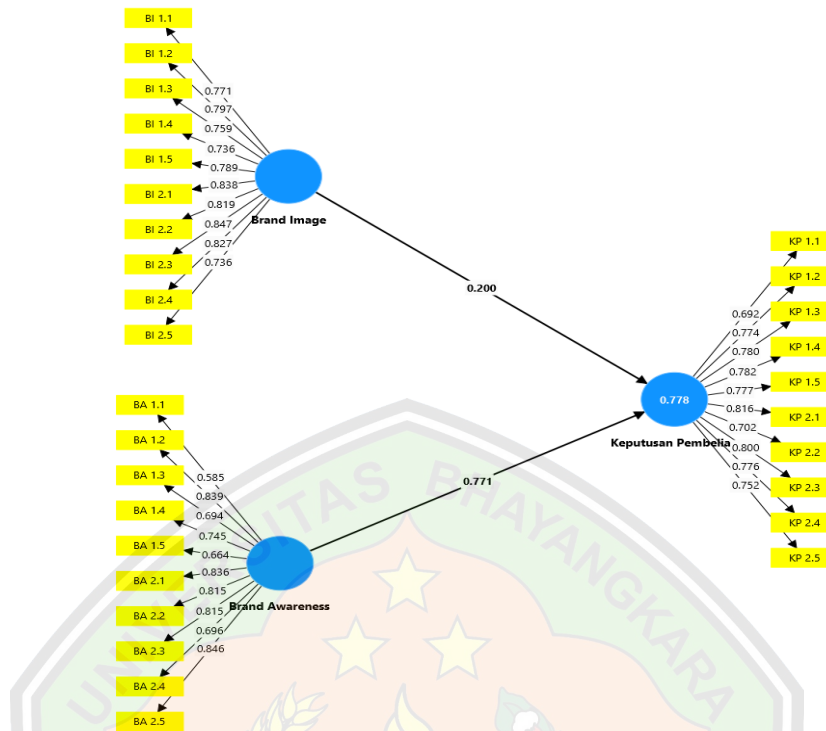 BI 1.1
BI 1.2
BI 1.3
BI 1.4
BI 1.5
BI 2.1
BI 2.2
BI 2.3
BI 2.4
BI 2.5
0.771
0.797
0.759
0.736
0.789
0.838
0.819
0.847
0.827
0.736
Brand Image
0.200
BA 1.1
BA 1.2
BA 1.3
BA 1.4
BA 1.5
BA 2.1
BA 2.2
BA 2.3
BA 2.4
BA 2.5
0.585
0.839
0.694
0.745
0.664
0.836
0.815
0.815
0.696
0.846
Brand Awareness
0.771
0.778
Keputusan Pembelia
0.692
0.774
0.780
0.782
0.777
0.816
0.702
0.800
0.776
0.752
KP 1.1
KP 1.2
KP 1.3
KP 1.4
KP 1.5
KP 2.1
KP 2.2
KP 2.3
KP 2.4
KP 2.5
UNIVERSITAS BHAYANGKARA